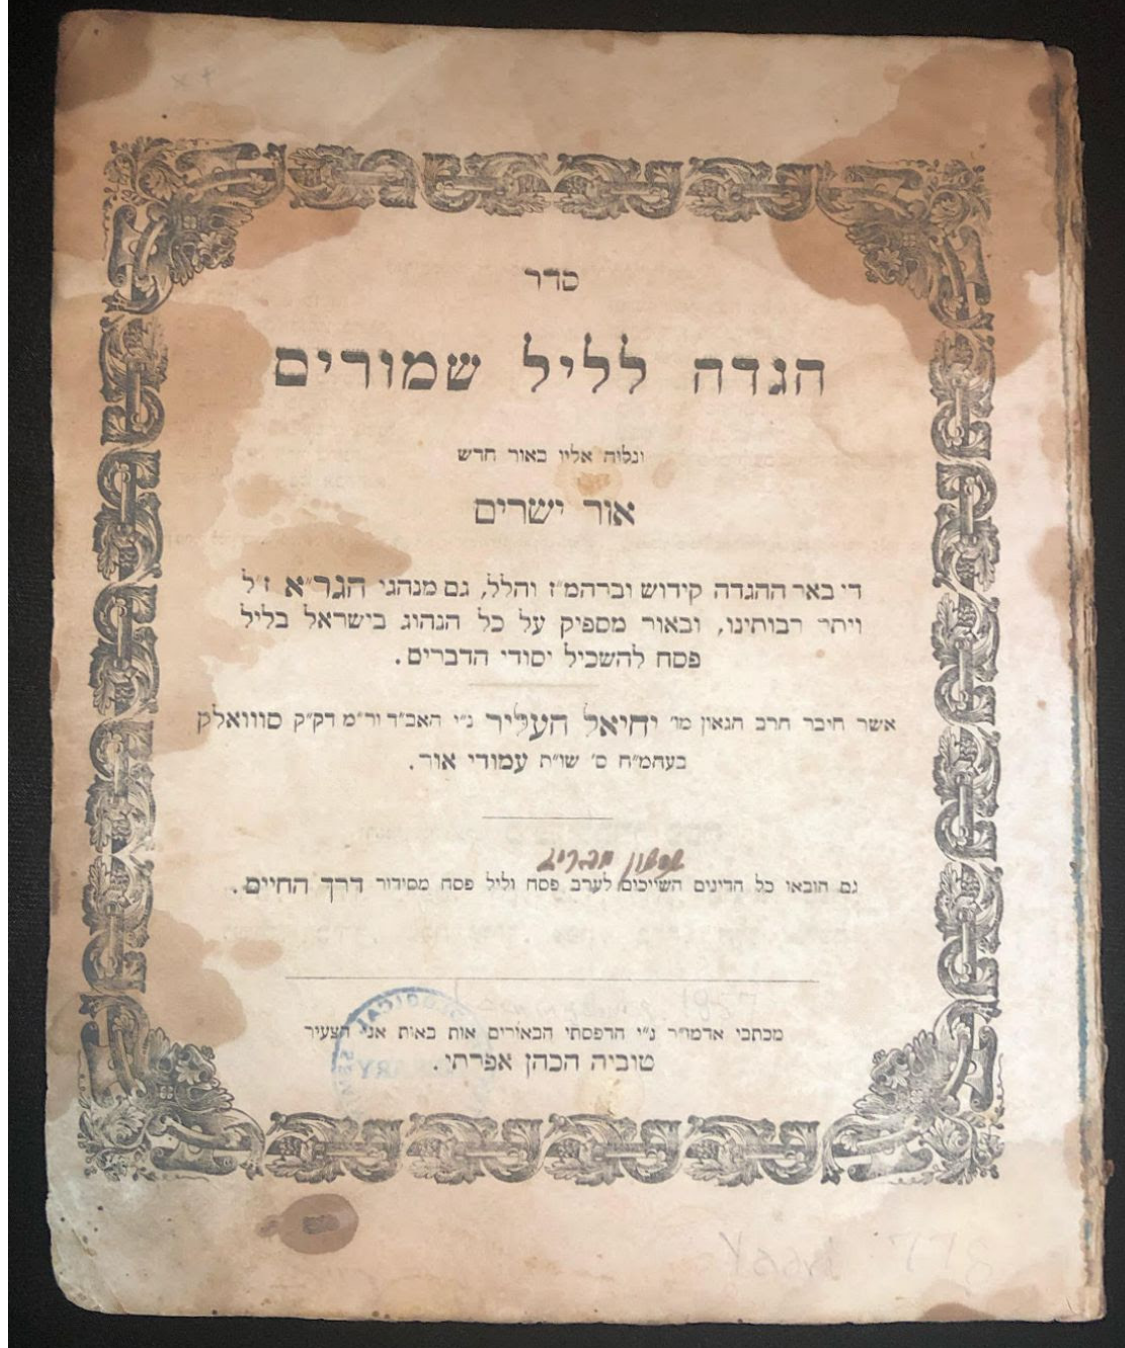 סדר
הגדה לליל שמורים
ונלוה אליו באור חדש
אור ישרים
די באר ההגדה קידוש וברהמ״ז והלל, גם מנהגי הגר״א ז״ל
ויתר רבותינו, ובאור מספיק על כל הנהוג בישראל בליל
פסח להשכיל יסודי הדברים.
אשר חיבר הרב הגאון מו׳ יחיאל העליר נ״י האב״ד ור״מ דק״ק סוואלק
בעהמ״ח ס׳ שו״ת עמודי אור.
שמשון
גם הובאו כל הדינים השייכים לערב פסח וליל פסח מסידור דרך החיים.
מכתבי אדמו״ר נ״י הדפסתי הבאורים אות באות אני הצעיר
טוביה הכהן אפרתי.